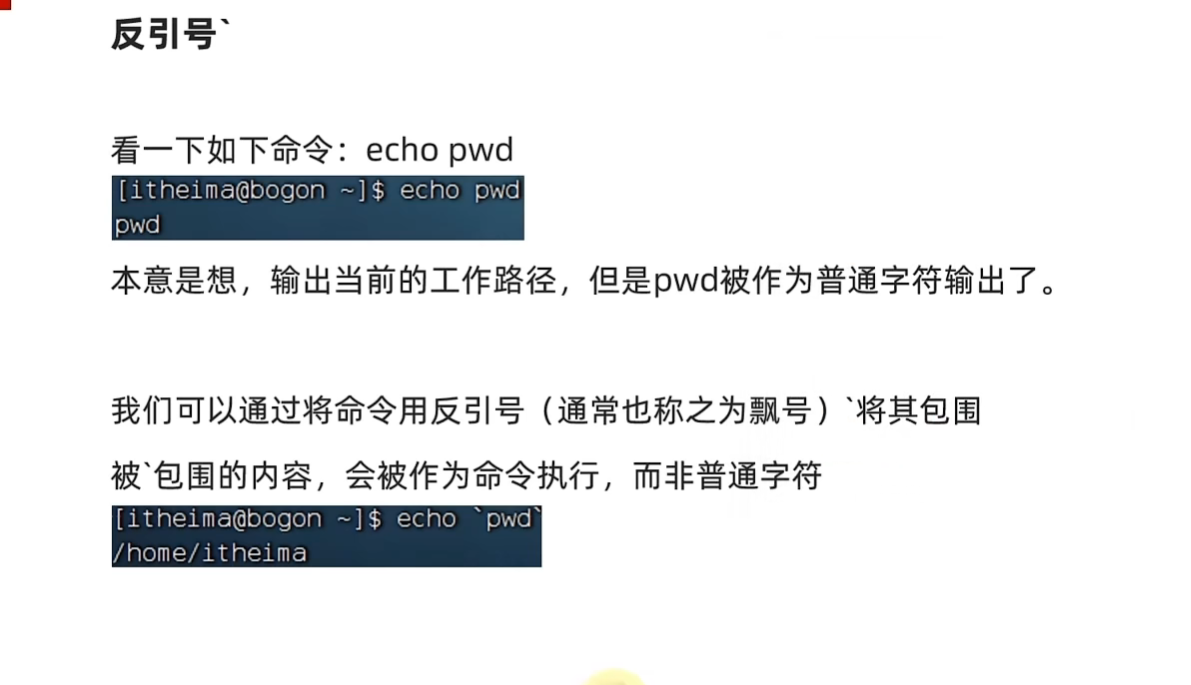 反引号`
看一下如下命令：echo pwd
[itheima@bogon ~]$ echo pwd
pwd
本意是想，输出当前的工作路径，但是pwd被作为普通字符输出了。
我们可以通过将命令用反引号（通常也称之为飘号）`将其包围
被`包围的内容，会被作为命令执行，而非普通字符
[itheima@bogon ~]$ echo `pwd`
/home/itheima